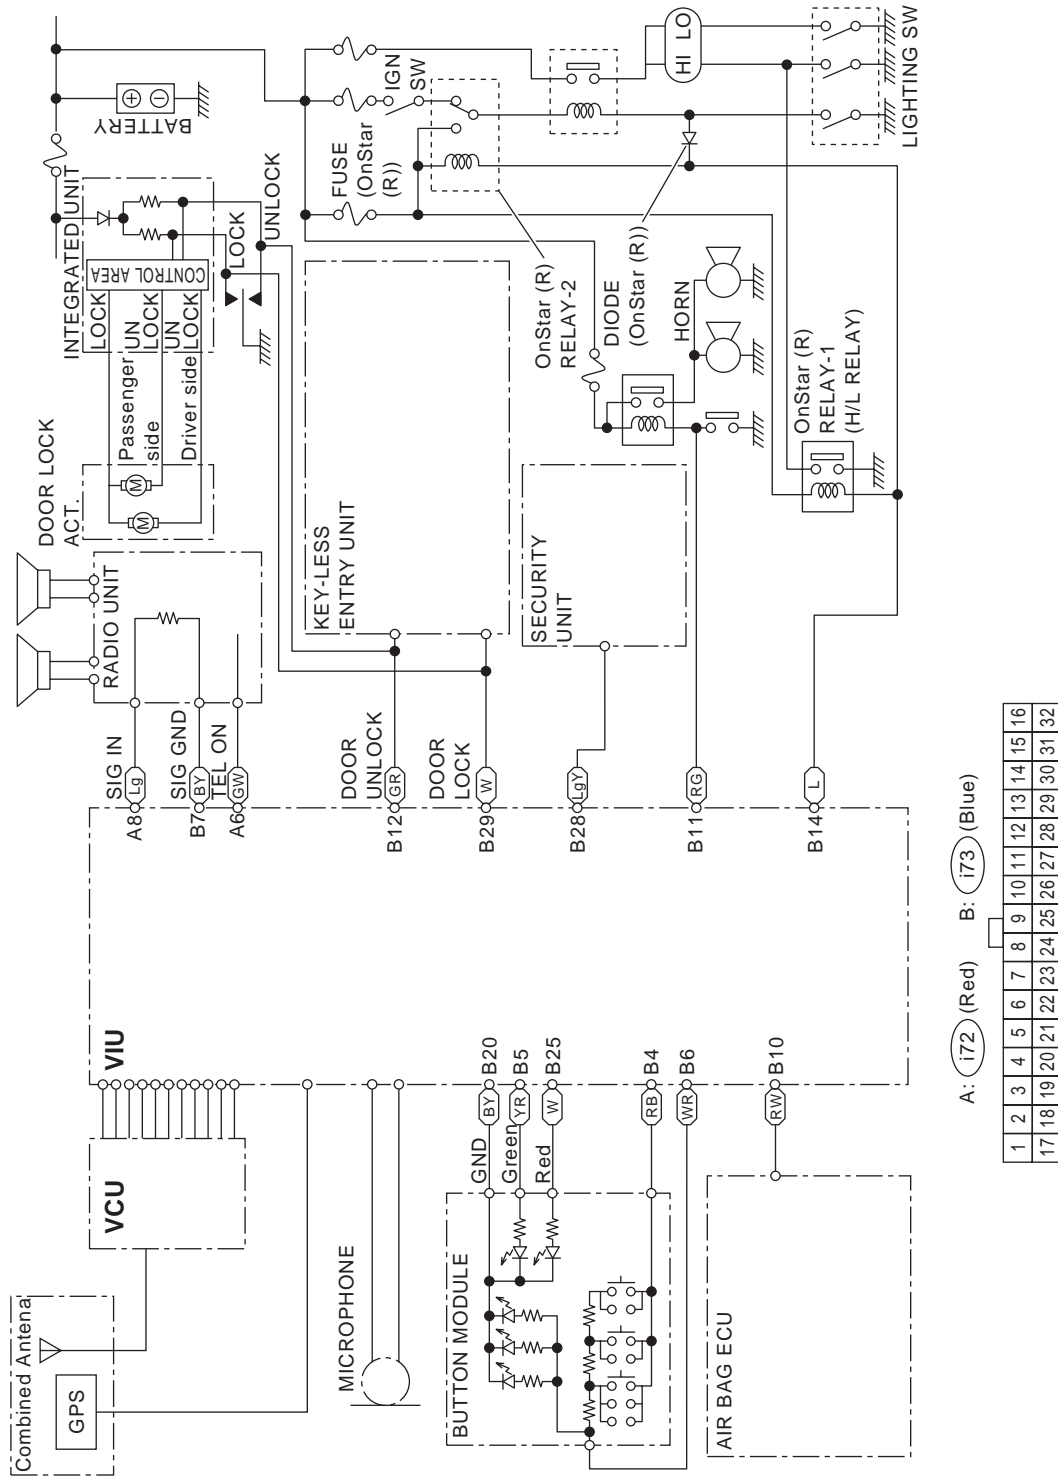 BATTERY
INTEGRATED UNIT
CONTROL AREA
LOCK
UN
LOCK
UN
LOCK
Passenger
side
Driver side
DOOR LOCK
ACT.
M
M
LOCK
UNLOCK
FUSE
(OnStar
(R))
IGN
SW
HI LO
LIGHTING SW
OnStar (R)
RELAY-2
DIODE
(OnStar (R))
HORN
OnStar (R)
RELAY-1
(H/L RELAY)
RADIO UNIT
KEY-LESS
ENTRY UNIT
SECURITY
UNIT
SIG IN
Lg
A8
SIG GND
BY
B7
TEL ON
GW
A6
DOOR
UNLOCK
GR
B12
DOOR
LOCK
W
B29
LgY
B28
RG
B11
L
B14
VIU
VCU
Combined Antena
GPS
MICROPHONE
BUTTON MODULE
GND
BY
B20
Green
YR
B5
Red
W
B25
RB
B4
WR
B6
RW
B10
AIR BAG ECU
A: i72 (Red) B: i73 (Blue)
1 2 3 4 5 6 7 8 9 10 11 12 13 14 15 16
17 18 19 20 21 22 23 24 25 26 27 28 29 30 31 32